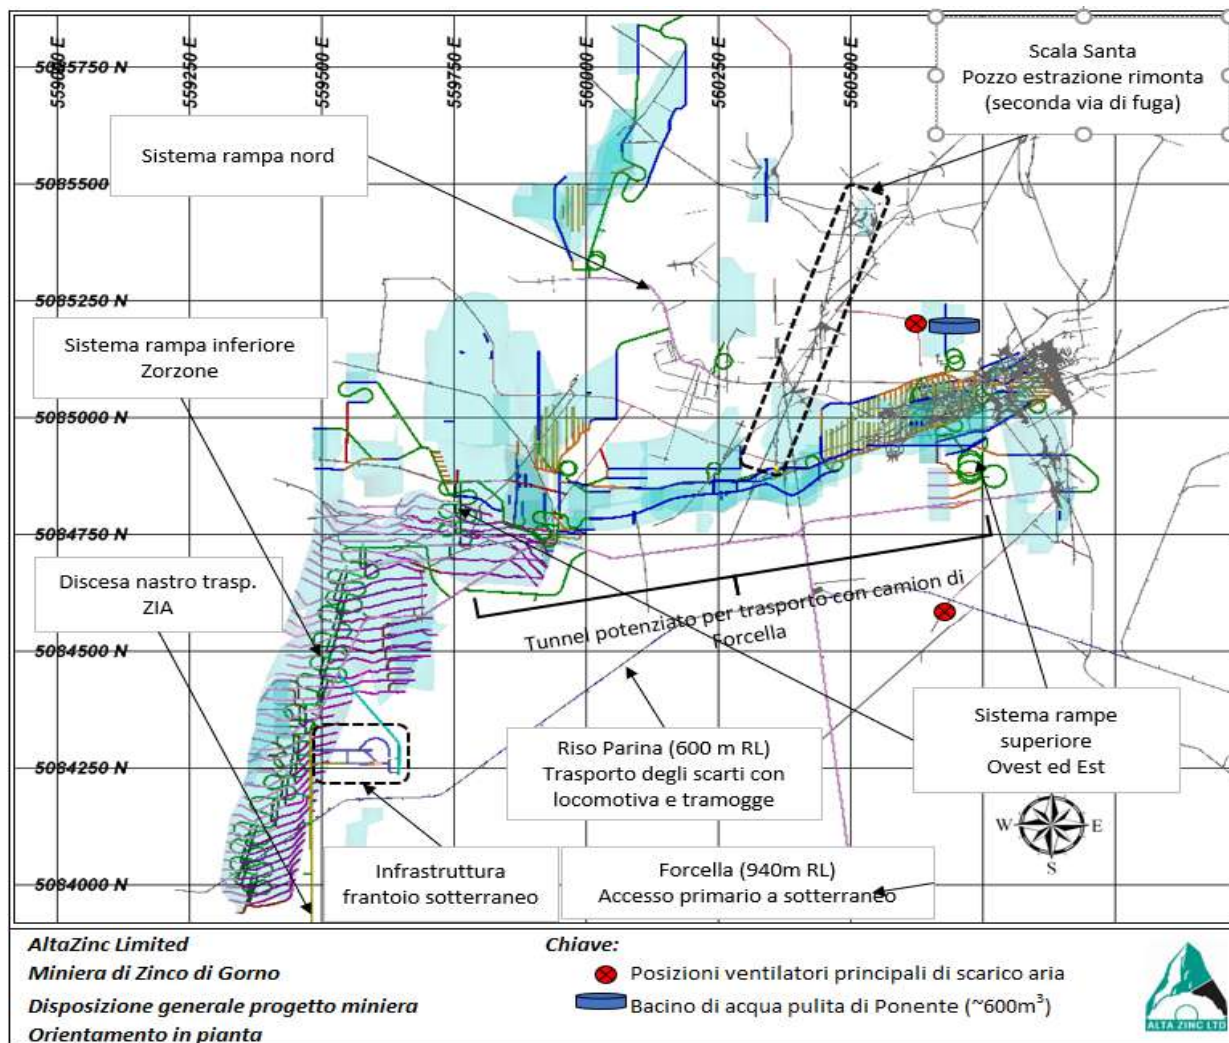 559000 E
559250 E
559500 E
559750 E
560000 E
560250 E
560500 E
5085750 N
5085500 N
5085250 N
5085000 N
5084750 N
5084500 N
5084250 N
5084000 N
Scala Santa
Pozzo estrazione rimonta
(seconda via di fuga)
Sistema rampa nord
Sistema rampa inferiore
Zorzone
Discesa nastro trasp.
ZIA
Tunnel potenziato per trasporto con camion di
Forcella
Riso Parina (600 m RL)
Trasporto degli scarti con
locomotiva e tramogge
Sistema rampe
superiore
Ovest ed Est
Infrastruttura
frantoio sotterraneo
Forcella (940m RL)
Accesso primario a sotterraneo
W
E
S
AltaZinc Limited
Miniera di Zinco di Gorno
Disposizione generale progetto miniera
Orientamento in pianta
Chiave:
Posizioni ventilatori principali di scarico aria
Bacino di acqua pulita di Ponente (~600m³)
ALTA ZINC LTD